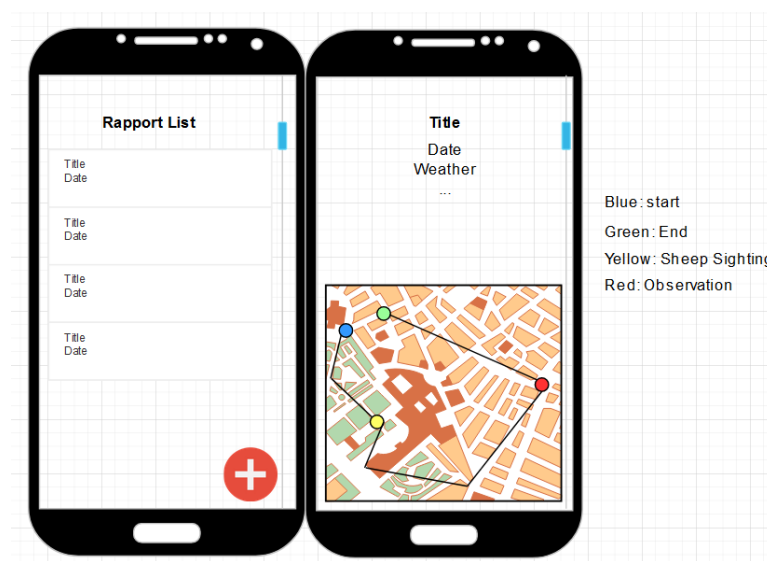 Rapport List
Title
Date
Title
Date
Title
Date
Title
Date
Title
Date
Weather
...
Blue: start
Green: End
Yellow: Sheep Sighting
Red: Observation